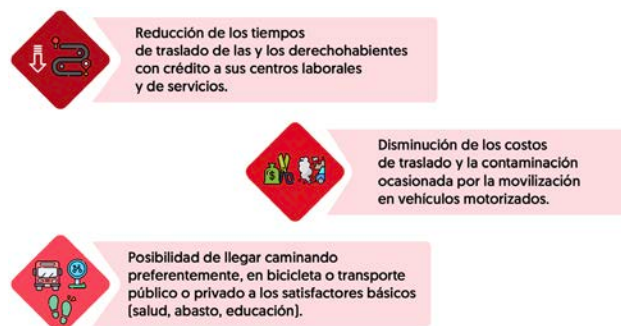 Reducción de los tiempos
de traslado de las y los derechohabientes
con crédito a sus centros laborales
y de servicios.
Disminución de los costos
de traslado y la contaminación
ocasionada por la movilización
en vehículos motorizados.
Posibilidad de llegar caminando
preferentemente, en bicicleta o transporte
público o privado a los satisfactores básicos
(salud, abasto, educación).